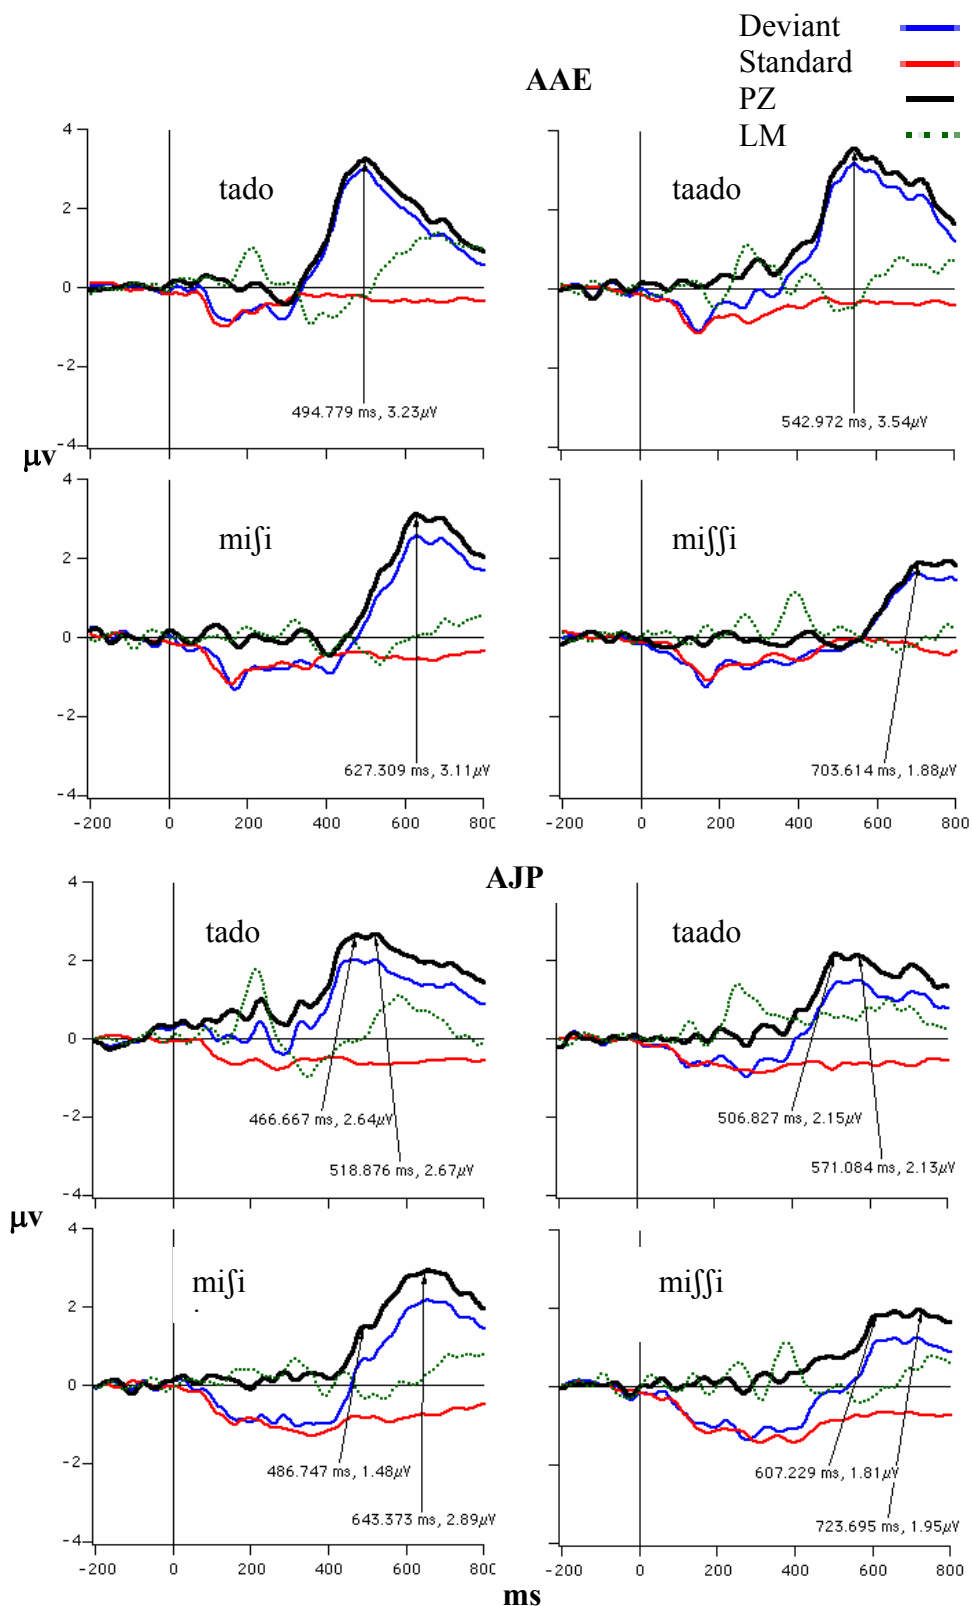 Deviant
Standard
PZ
LM
AAE
4
2
0
-2
-4
tado
494.779 ms, 3.23μV
taado
542.972 ms, 3.54μV
μv
4
2
0
-2
-4
miʃi
627.309 ms, 3.11μV
-200 0 200 400 600 800
miʃʃi
703.614 ms, 1.88μV
-200 0 200 400 600 800
AJP
4
2
0
-2
-4
tado
466.667 ms, 2.64μV
518.876 ms, 2.67μV
taado
506.827 ms, 2.15μV
571.084 ms, 2.13μV
μv
4
2
0
-2
-4
miʃi
486.747 ms, 1.48μV
643.373 ms, 2.89μV
-200 0 200 400 600 800
miʃʃi
607.229 ms, 1.81μV
723.695 ms, 1.95μV
-200 0 200 400 600 800
ms